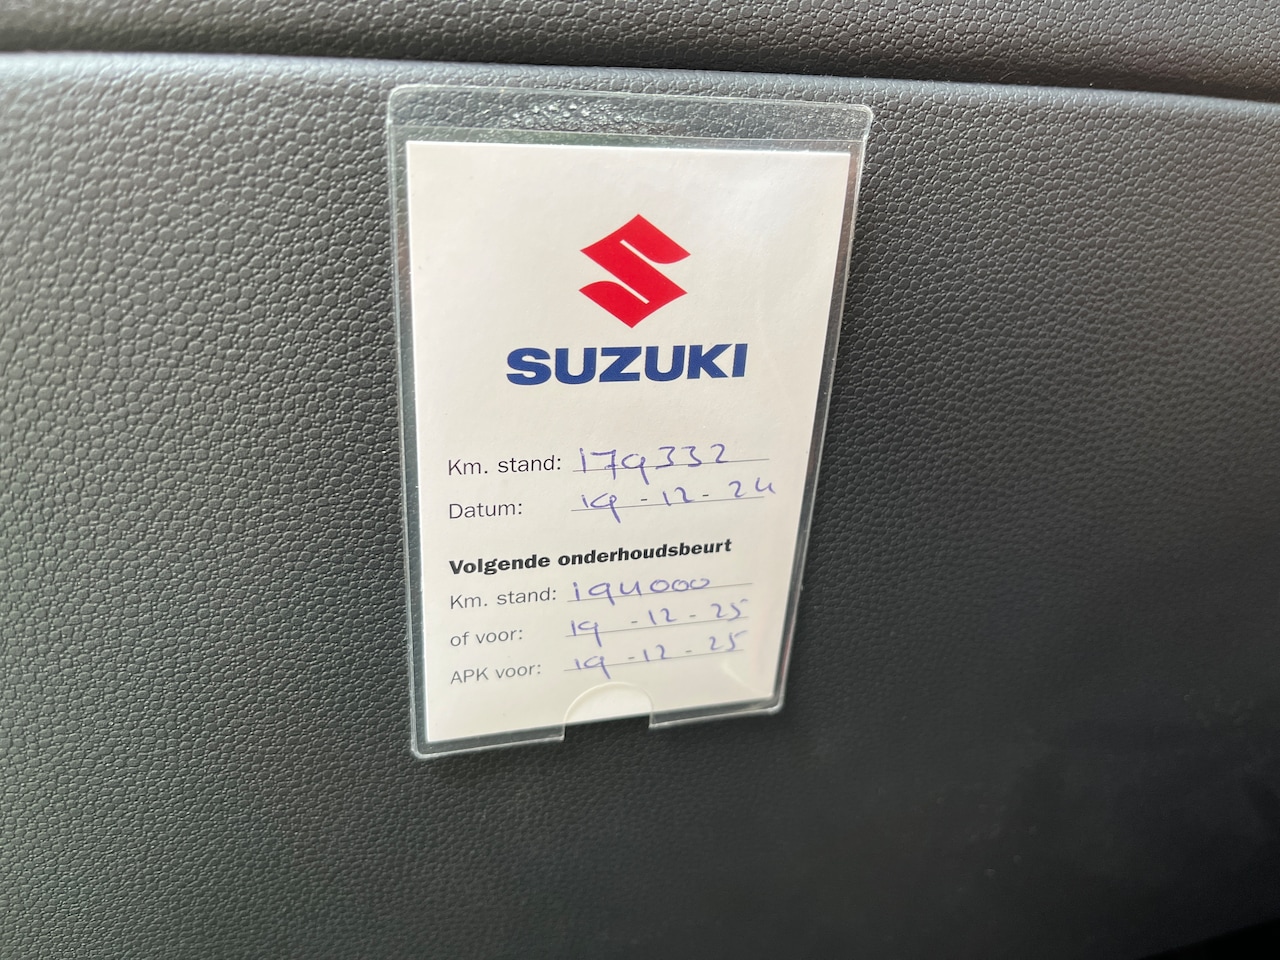 SUZUKI
Km. stand: 179332
Datum: 19-12-24
Volgende onderhoudsbeurt
Km. stand: 194000
of voor: 19-12-25
APK voor: 19-12-25